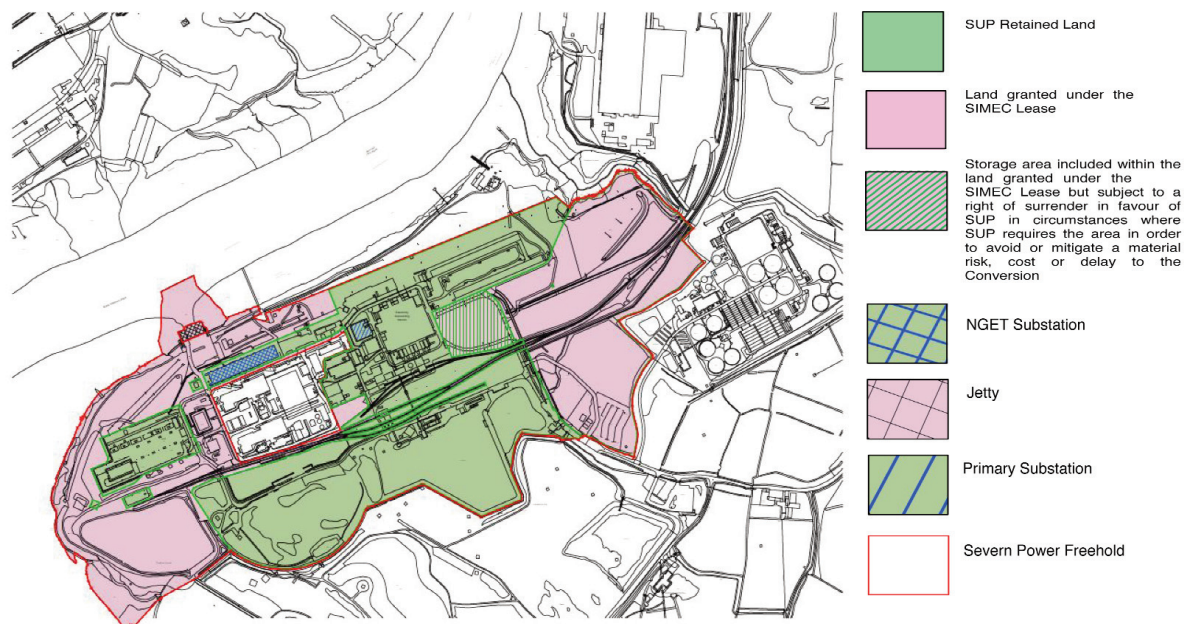 SUP Retained Land
Land granted under the
SIMEC Lease
Storage area included within the
land granted under the
SIMEC Lease but subject to a
right of surrender in favour of
SUP in circumstances where
SUP requires the area in order
to avoid or mitigate a material
risk, cost or delay to the
Conversion
NGET Substation
Jetty
Primary Substation
Severn Power Freehold